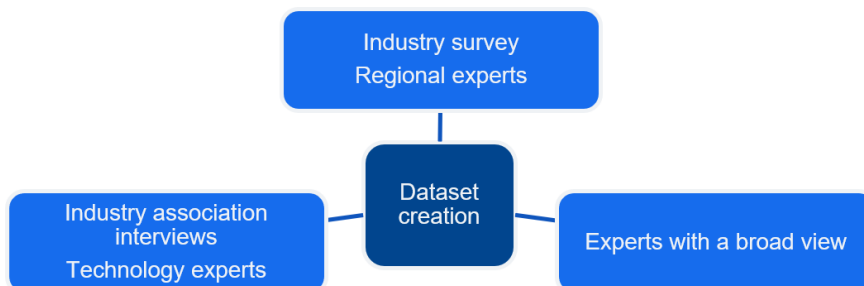 Industry survey
Regional experts
Dataset
creation
Industry association
interviews
Technology experts
Experts with a broad view